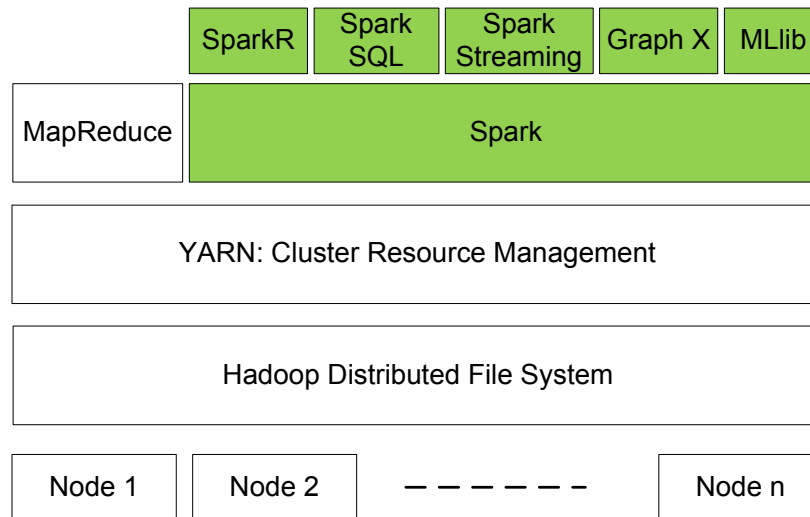 SparkR
Spark
SQL
Spark
Streaming
Graph X
MLlib
MapReduce
Spark
YARN: Cluster Resource Management
Hadoop Distributed File System
Node 1
Node 2
Node n